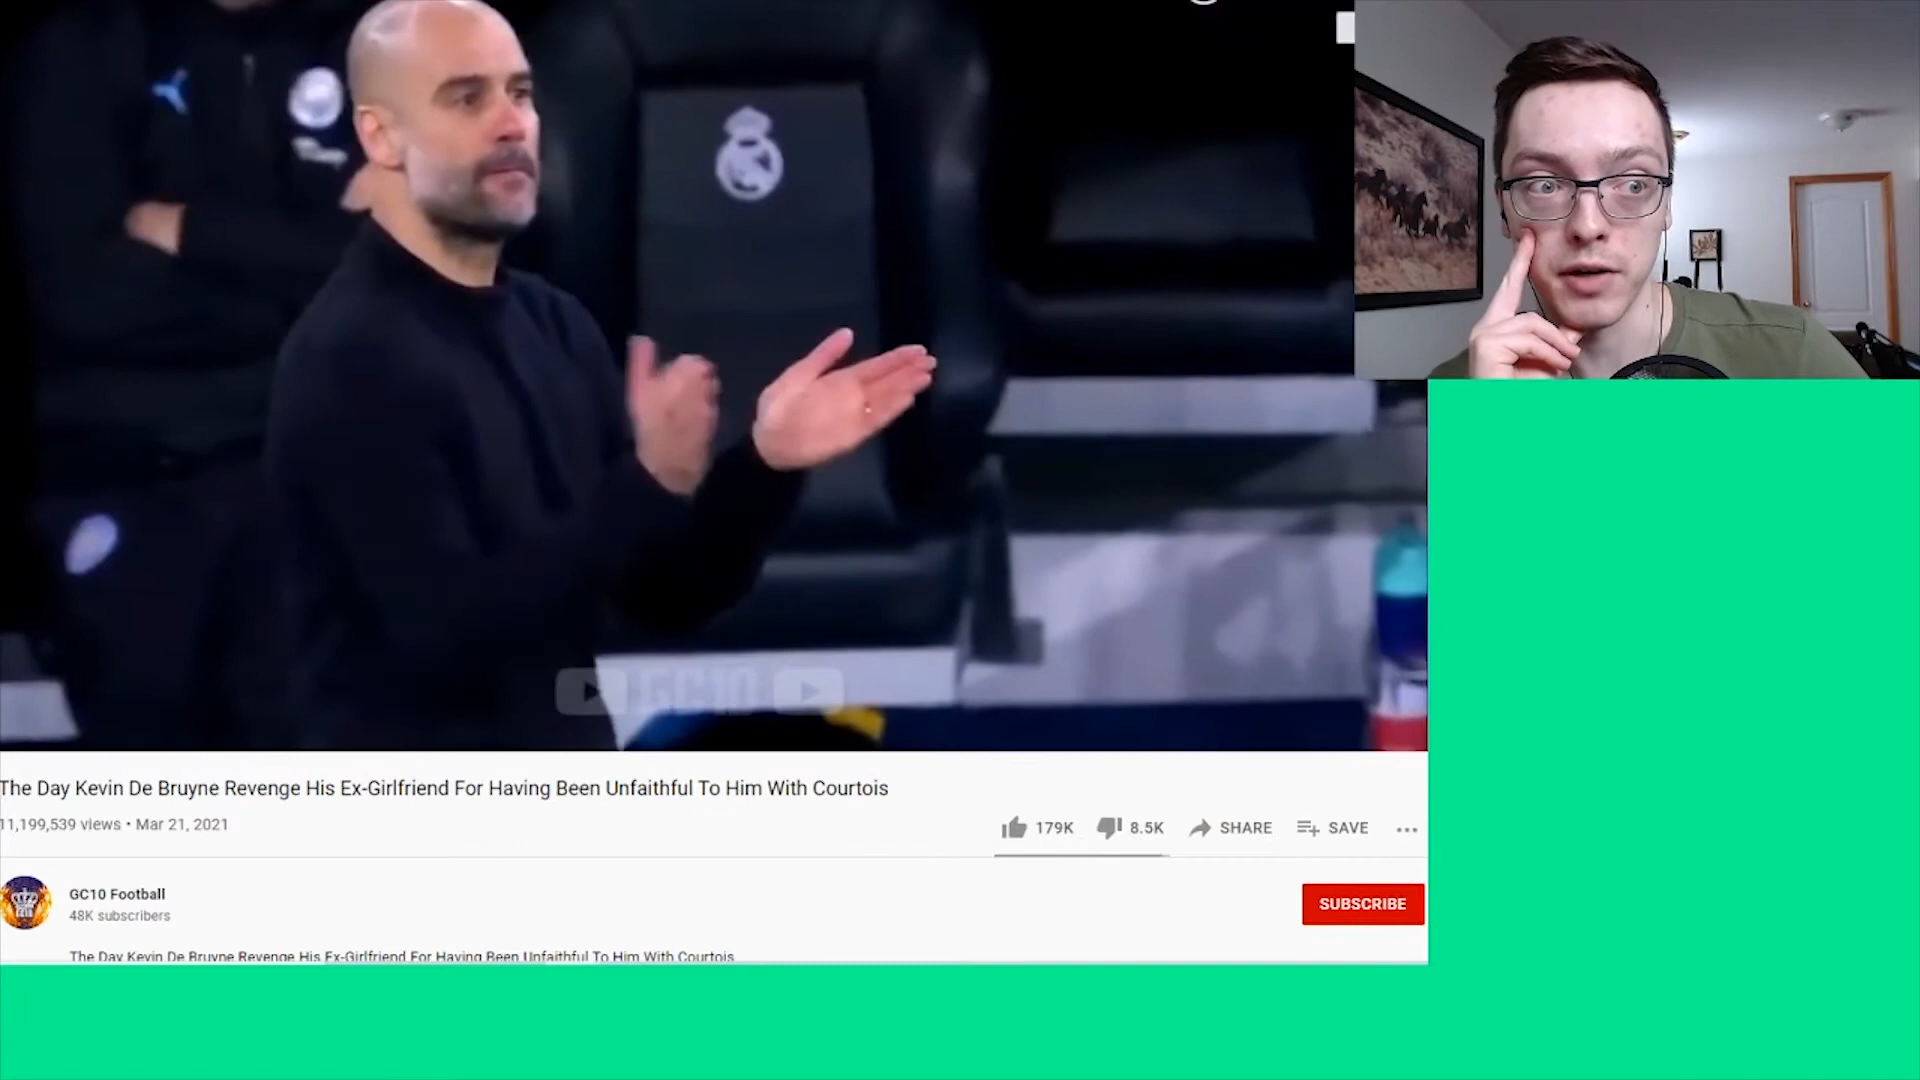 GC10
The Day Kevin De Bruyne Revenge His Ex-Girlfriend For Having Been Unfaithful To Him With Courtois
11,199,539 views • Mar 21, 2021
179K
8.5K
SHARE
SAVE
GC10 Football
48K subscribers
SUBSCRIBE
The Day Kevin De Bruyne Revenge His Ex-Girlfriend For Having Been Unfaithful To Him With Courtois